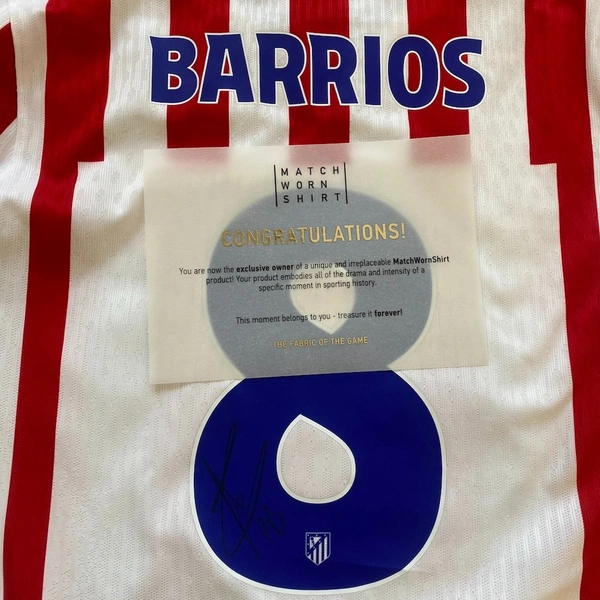 BARRIOS
MATCH
WORN
SHIRT
CONGRATULATIONS!
You are now the exclusive owner of a unique and irreplaceable MatchWornShirt
product! Your product embodies all of the drama and intensity of a
specific moment in sporting history.
This moment belongs to you - treasure it forever!
THE FABRIC OF THE GAME
8